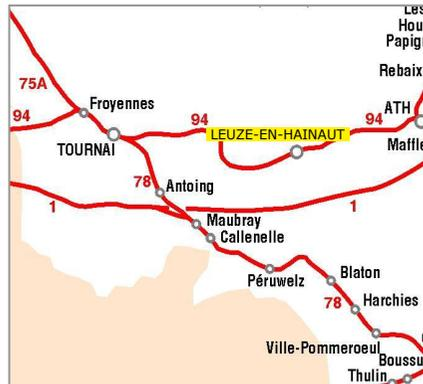 Les
Hou
Papig
Rebaix
75A
Froyennes
94
94
94
ATH
LEUZE-EN-HAINAUT
TOURNAI
Maffle
78
Antoing
1
1
Maubray
Callenelle
Péruwelz
Blaton
78
Harchies
Ville-Pommeroeul
Boussu
Thulin